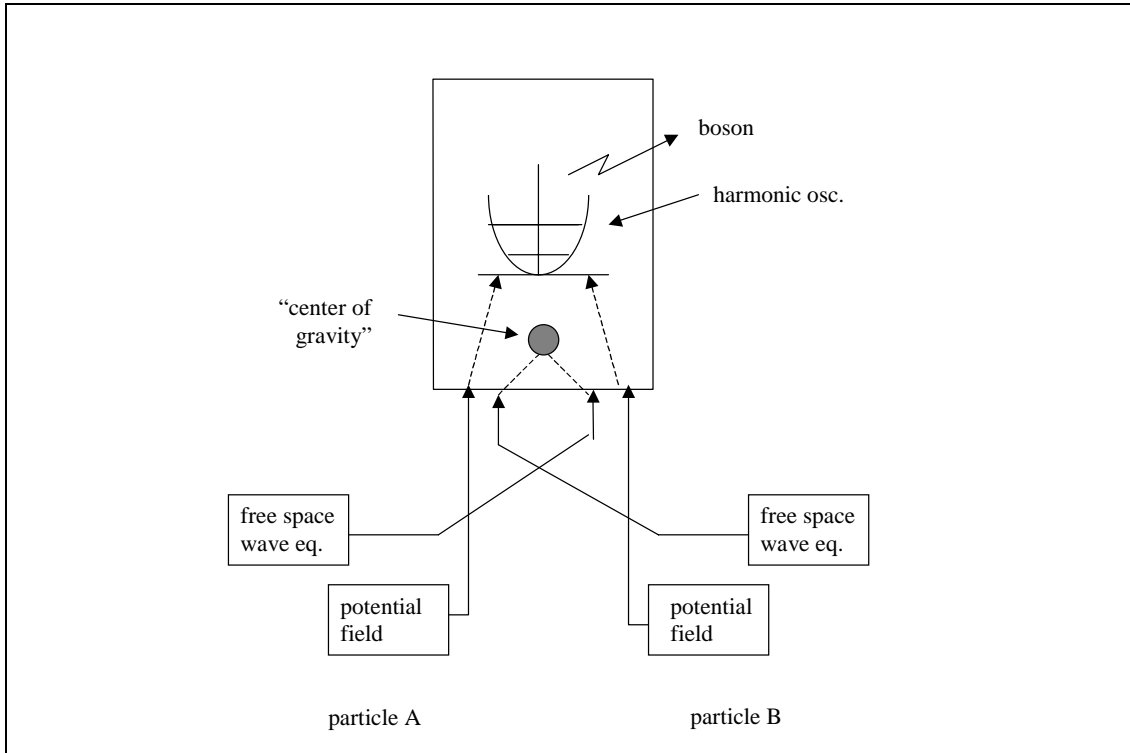 boson
harmonic osc.
“center of
gravity”
free space
wave eq.
free space
wave eq.
potential
field
potential
field
particle A
particle B